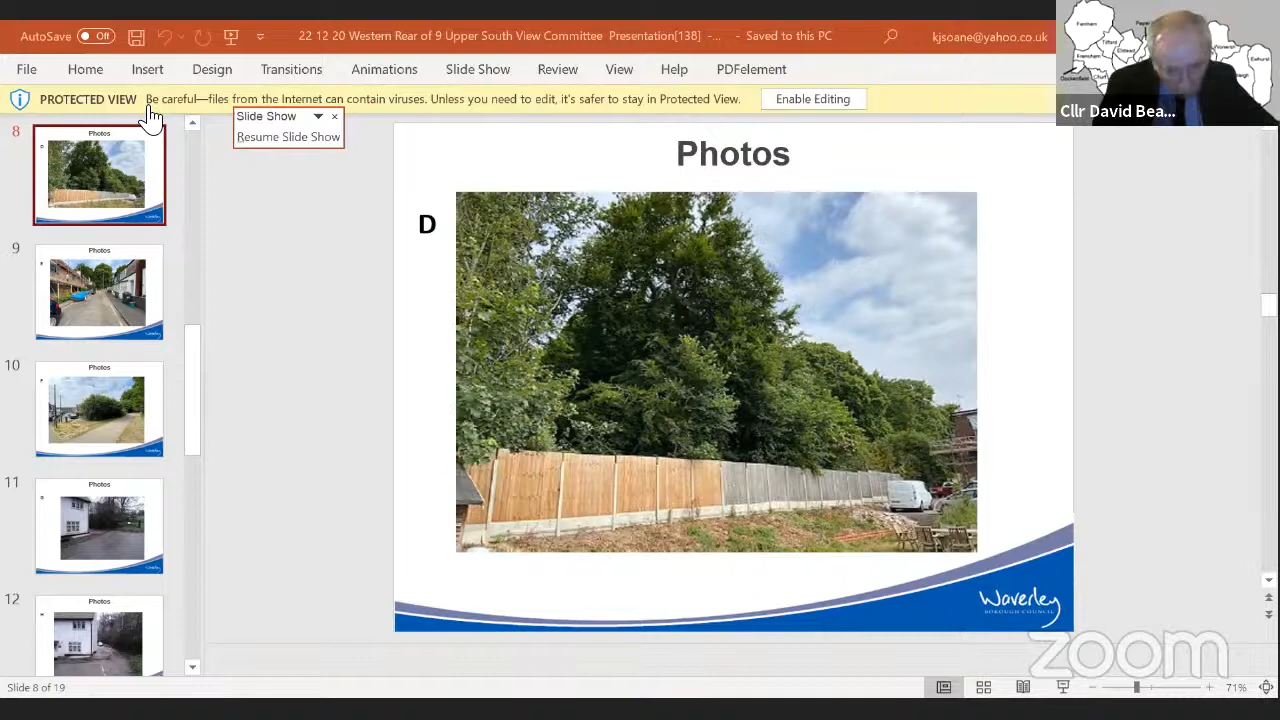 AutoSave Off
22 12 20 Western Rear of 9 Upper South View Committee Presentation[138] -... - Saved to this PC
kjsoane@yahoo.co.uk
File Home Insert Design Transitions Animations Slide Show Review View Help PDFelement
PROTECTED VIEW Be careful—files from the Internet can contain viruses. Unless you need to edit, it's safer to stay in Protected View. Enable Editing
Cllr David Bea...
Slide Show
Resume Slide Show
8
Photos
Waverley
9
Photos
Waverley
10
Photos
Waverley
11
Photos
Waverley
12
Photos
Photos
D
Waverley
BOROUGH COUNCIL
zoom
Slide 8 of 19
71%